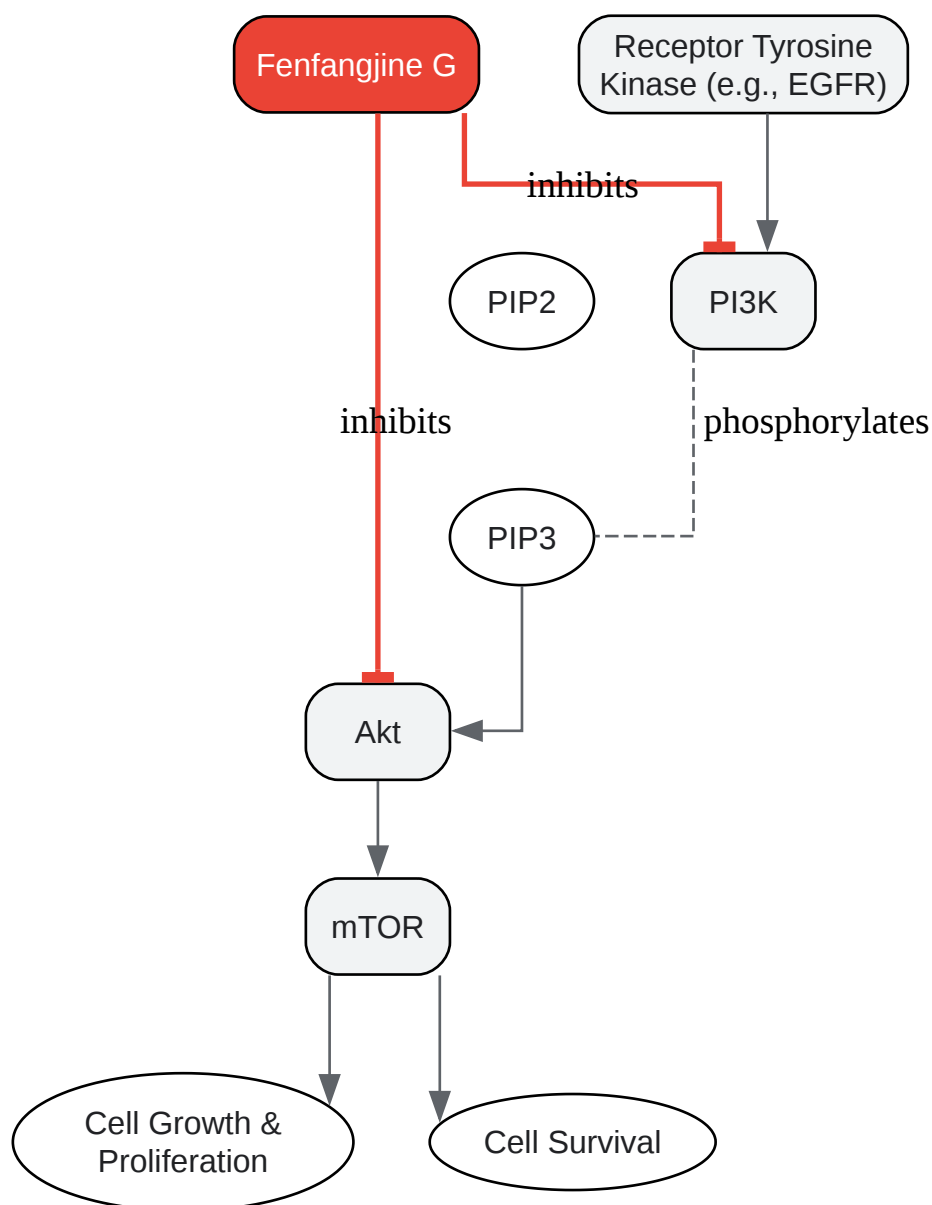 Fenfangjine G
Receptor Tyrosine
Kinase (e.g., EGFR)
inhibits
PIP2
PI3K
inhibits
phosphorylates
PIP3
Akt
mTOR
Cell Growth &
Proliferation
Cell Survival